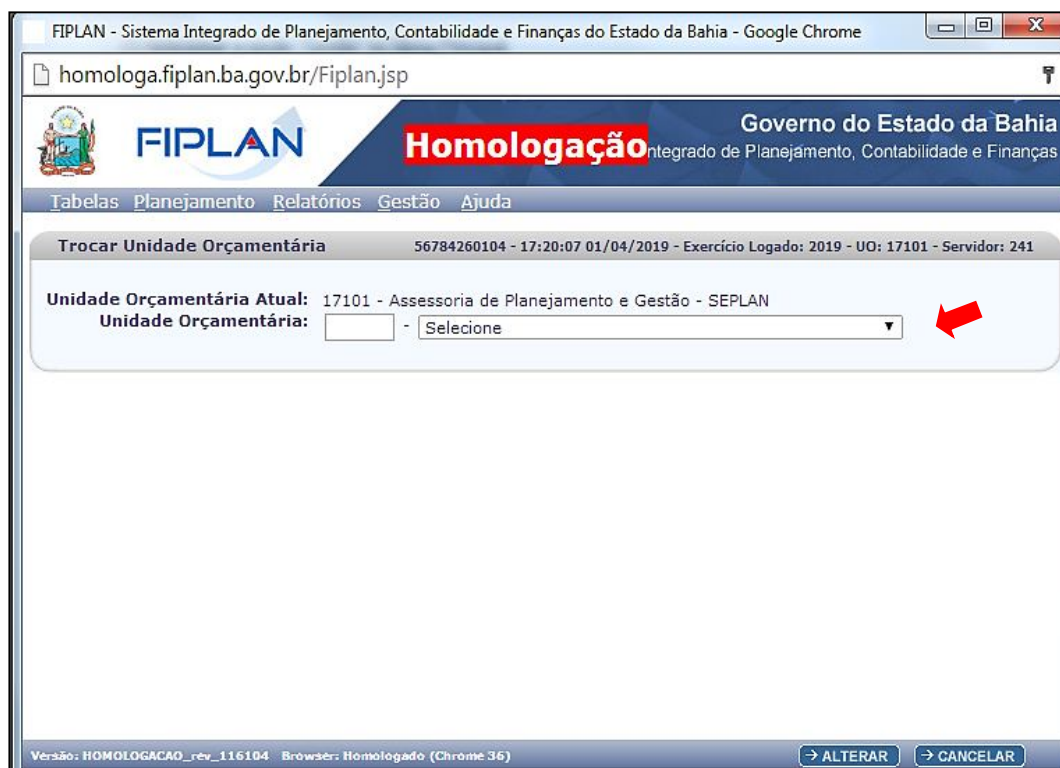 FIPLAN - Sistema Integrado de Planejamento, Contabilidade e Finanças do Estado da Bahia - Google Chrome
homologa.fiplan.ba.gov.br/Fiplan.jsp
FIPLAN
Homologação
Governo do Estado da Bahia
ntegrado de Planejamento, Contabilidade e Finanças
Tabelas Planejamento Relatórios Gestão Ajuda
Trocar Unidade Orçamentária 56784260104 - 17:20:07 01/04/2019 - Exercício Logado: 2019 - UO: 17101 - Servidor: 241
Unidade Orçamentária Atual: 17101 - Assessoria de Planejamento e Gestão - SEPLAN
Unidade Orçamentária: - Selecione
Versão: HOMOLOGACAO_rev_116104 Browser: Homologado (Chrome 36) ALTERAR CANCELAR